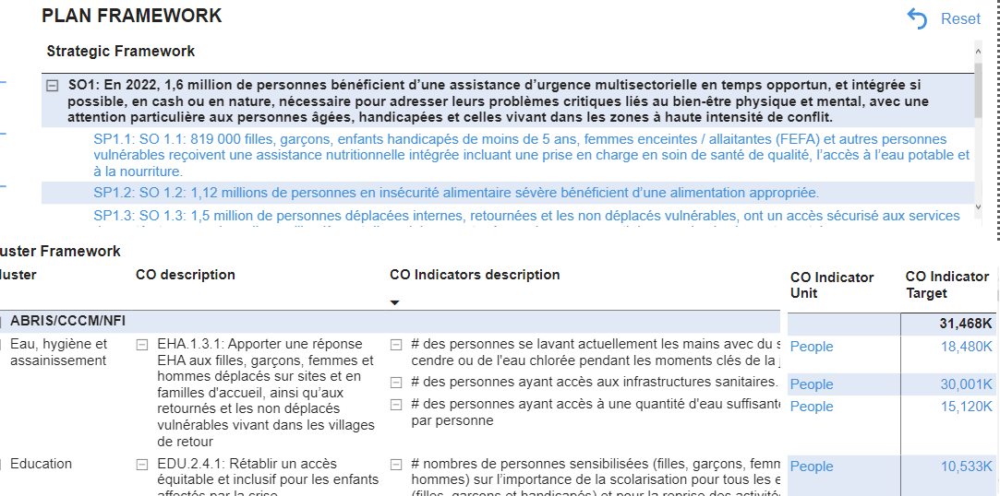 PLAN FRAMEWORK
Reset
Strategic Framework
SO1: En 2022, 1,6 million de personnes bénéficient d'une assistance d'urgence multisectorielle en temps opportun, et intégrée si
possible, en cash ou en nature, nécessaire pour adresser leurs problèmes critiques liés au bien-être physique et mental, avec une
attention particulière aux personnes âgées, handicapées et celles vivant dans les zones à haute intensité de conflit.
SP1.1: SO 1.1: 819 000 filles, garçons, enfants handicapés de moins de 5 ans, femmes enceintes / allaitantes (FEFA) et autres personnes
vulnérables reçoivent une assistance nutritionnelle intégrée incluant une prise en charge en soin de santé de qualité, l'accès à l'eau potable et
à la nourriture.
SP1.2: SO 1.2: 1,12 millions de personnes en insécurité alimentaire sévère bénéficient d'une alimentation appropriée.
SP1.3: SO 1.3: 1,5 million de personnes déplacées internes, retournées et les non déplacés vulnérables, ont un accès sécurisé aux services
uster Framework
luster
CO description
CO Indicators description
CO Indicator
Unit
CO Indicator
Target
ABRIS/CCCM/NFI
31,468K
Eau, hygiène et
assainissement
EHA.1.3.1: Apporter une réponse
EHA aux filles, garçons, femmes et
hommes déplacés sur sites et en
familles d'accueil, ainsi qu'aux
retournés et les non déplacés
vulnérables vivant dans les villages
de retour
# des personnes se lavant actuellement les mains avec du s
cendre ou de l'eau chlorée pendant les moments clés de la j
People
18,480K
# des personnes ayant accès aux infrastructures sanitaires.
People
30,001K
# des personnes ayant accès à une quantité d'eau suffisante
par personne
People
15,120K
Education
EDU.2.4.1: Rétablir un accès
équitable et inclusif pour les enfants
affectés par la crise
# nombres de personnes sensibilisées (filles, garçons, femm
hommes) sur l'importance de la scolarisation pour tous les e
(filles, garçons et handicapés) et pour la reprise des activité
People
10,533K